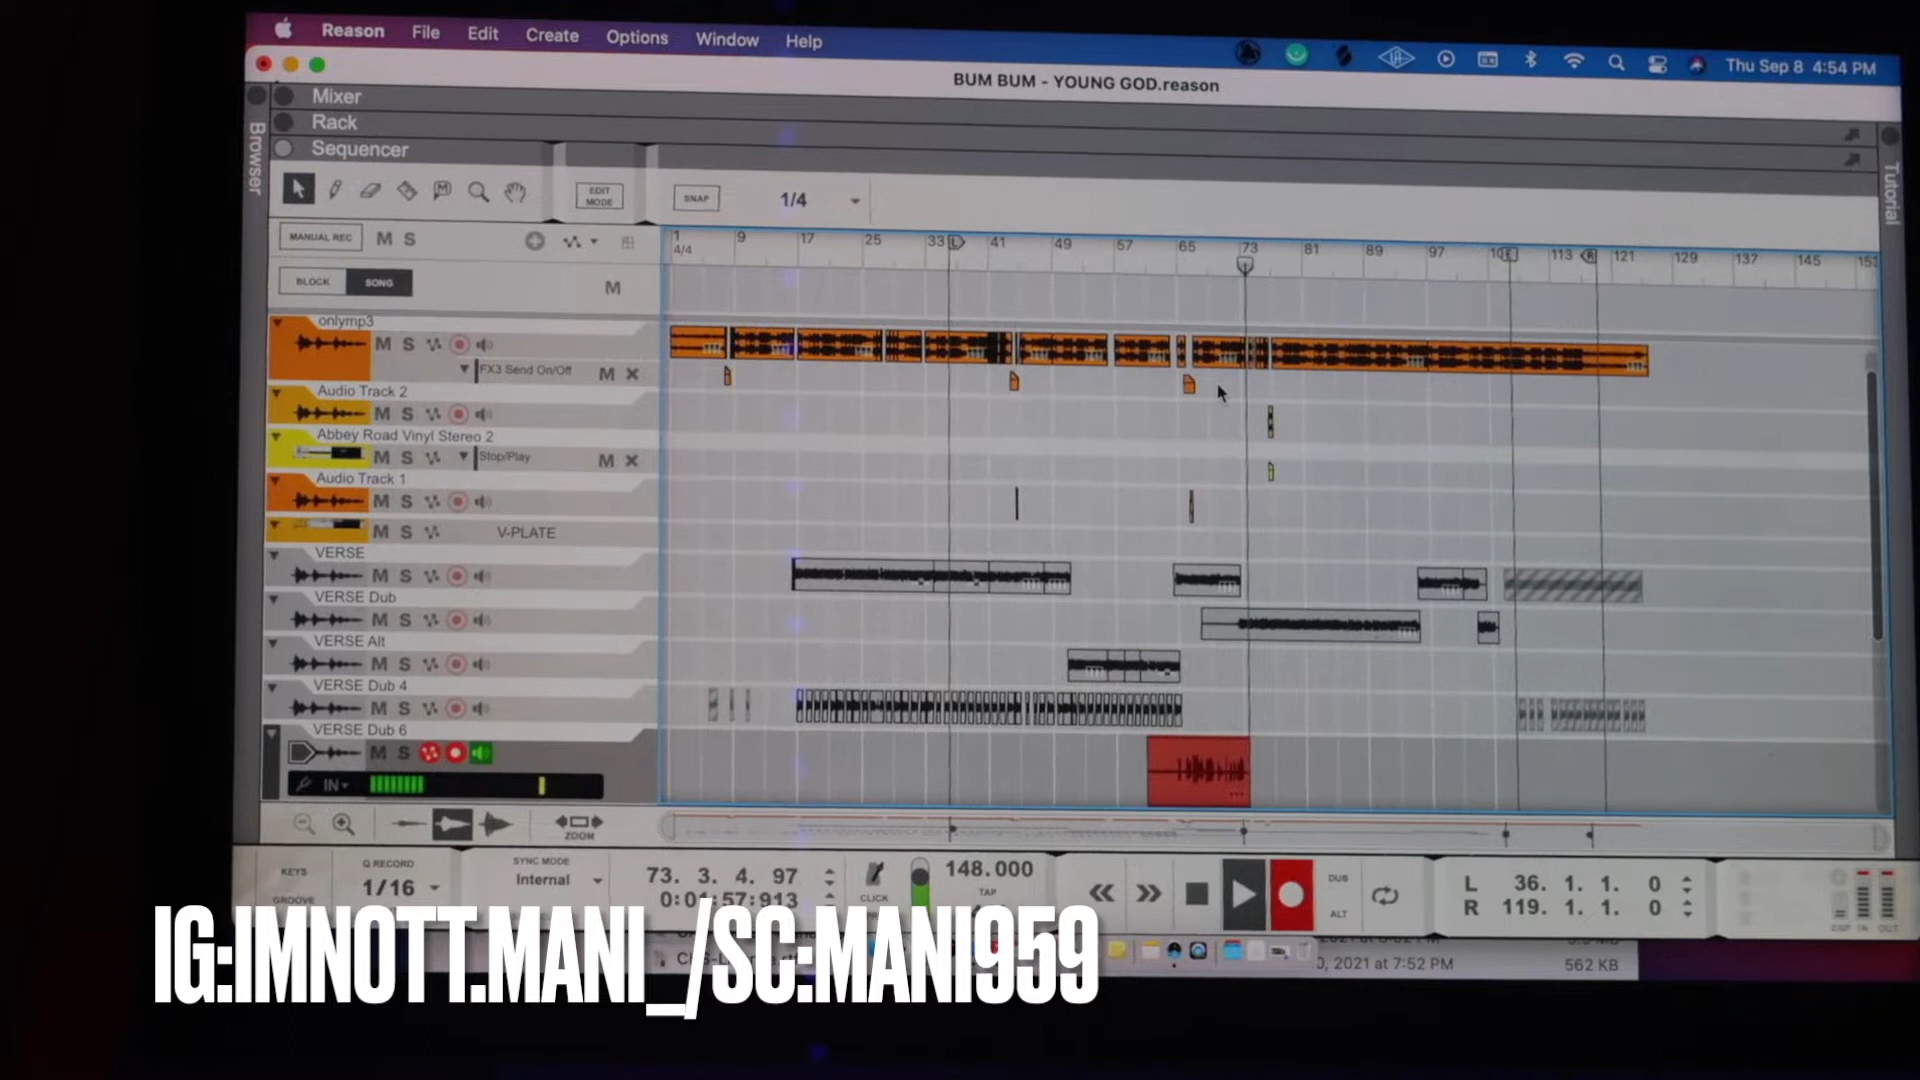 Reason File Edit Create Options Window Help
Thu Sep 8 4:54 PM
BUM BUM - YOUNG GOD.reason
Browser
Mixer
Rack
Sequencer
Tutorial
EDIT MODE
SNAP
1/4
MANUAL REC M S
1 9 17 25 33 L 41 49 57 65 73 81 89 97 E 113 R 121 129 137 145
4/4
BLOCK SONG M
onlymp3
M S
FX3 Send On/Off M
Audio Track 2
M S
Abbey Road Vinyl Stereo 2
M S Stop/Play M
Audio Track 1
M S
M S V-PLATE
VERSE
M S
VERSE Dub
M S
VERSE Alt
M S
VERSE Dub 4
M S
VERSE Dub 6
M S
IN
ZOOM
KEYS
GROOVE
Q RECORD
1/16
SYNC MODE
Internal
73. 3. 4. 97
CLICK
148.000
TAP
DUB
ALT
L 36. 1. 1. 0
R 119. 1. 1. 0
2021 at 7:52 PM
562 KB
IG:IMNOTT.MANI_/SC:MANI959